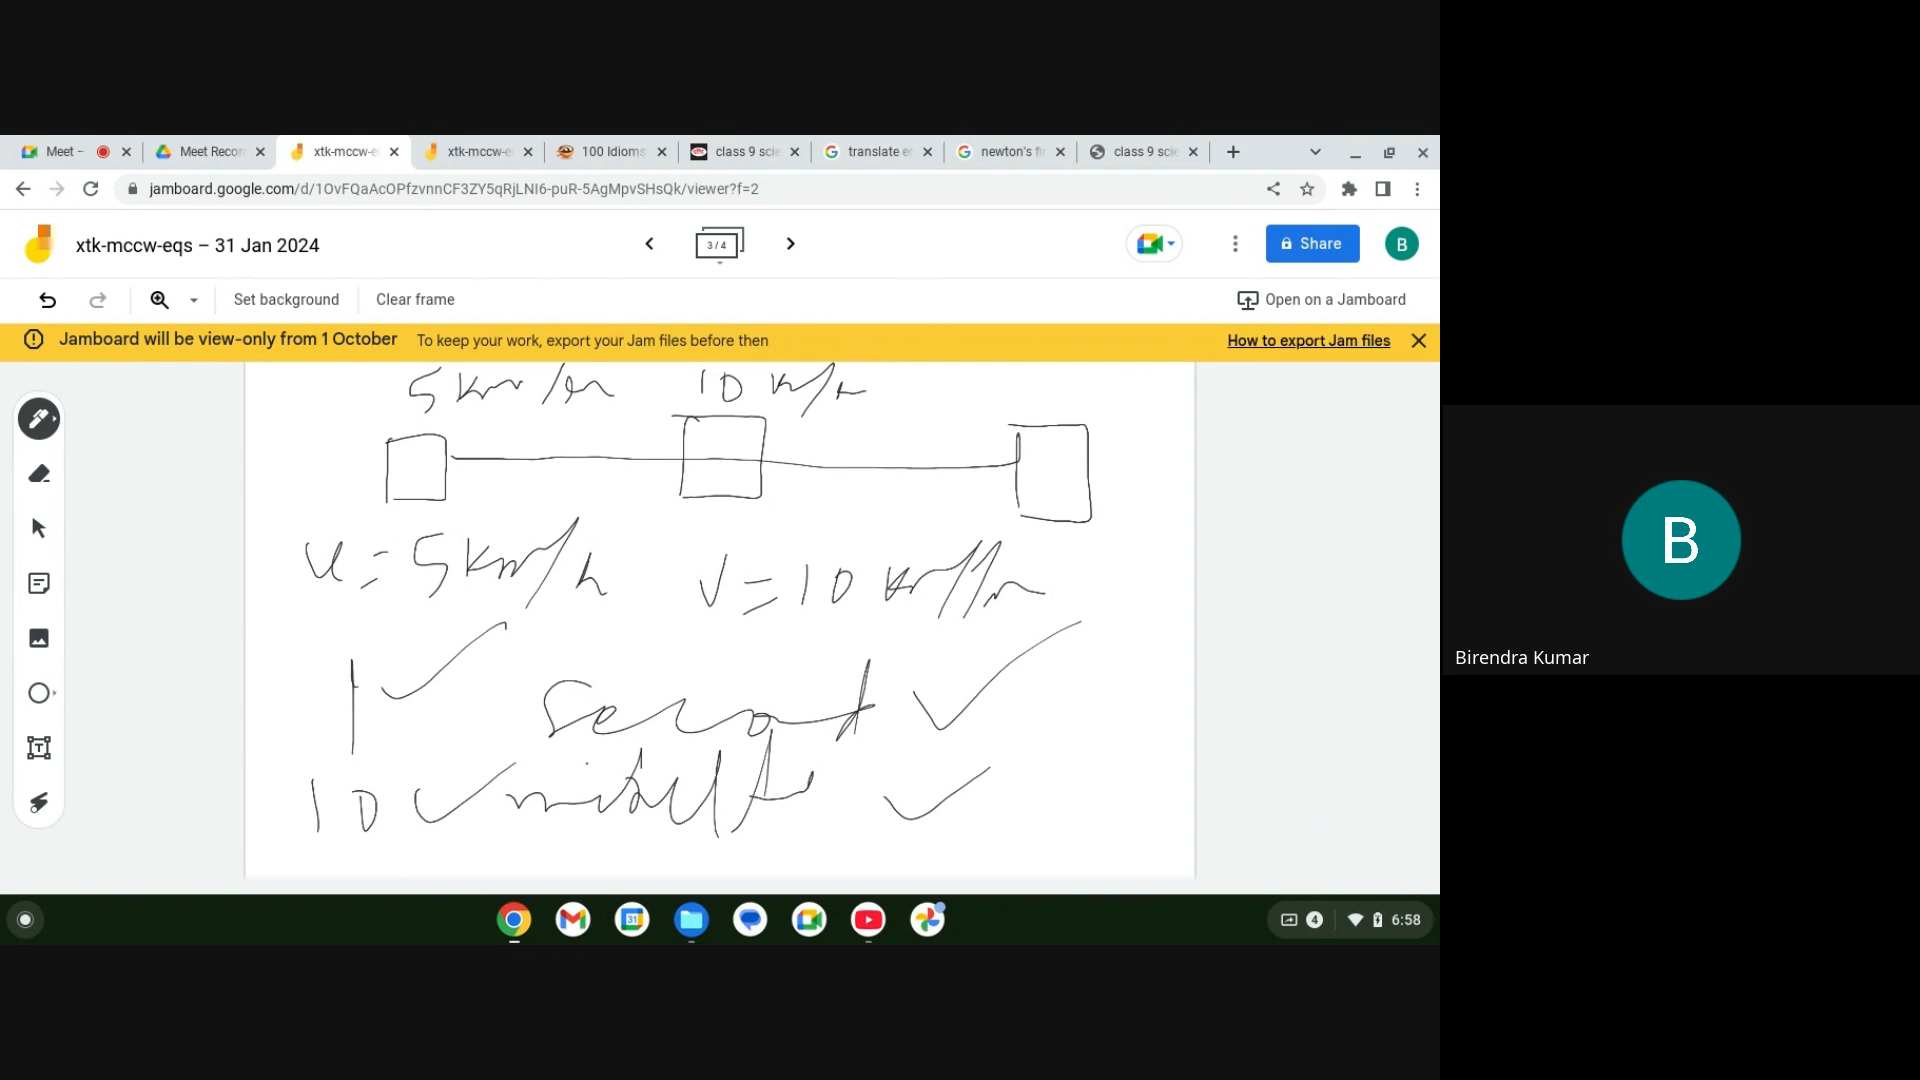 Meet – xtk-mccw-e xtk-mccw-e 100 Idioms class 9 scie translate e newton's fi class 9 scie
Meet Recor
jamboard.google.com/d/1OvFQaAcOPfzvnnCF3ZY5qRjLNI6-puR-5AgMpvSHsQk/viewer?f=2
xtk-mccw-eqs – 31 Jan 2024
3 / 4
Share
B
Set background
Clear frame
Open on a Jamboard
Jamboard will be view-only from 1 October
To keep your work, export your Jam files before then
How to export Jam files
5 km/h 10 k/h
u = 5 km/h v = 10 km/h
1 second
10
B
Birendra Kumar
31
4
6:58